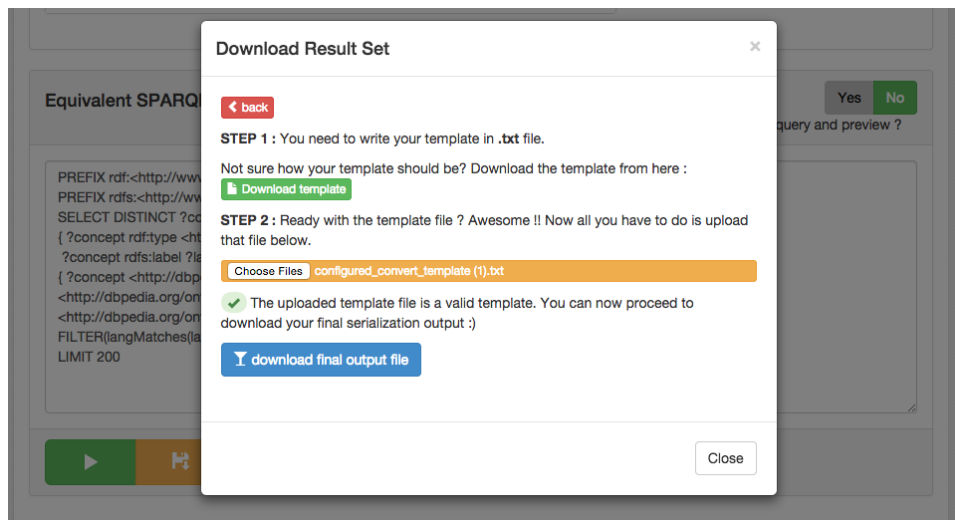 Download Result Set ×
Equivalent SPARQ
Yes No
query and preview ?
back
STEP 1 : You need to write your template in .txt file.
Not sure how your template should be? Download the template from here :
Download template
STEP 2 : Ready with the template file ? Awesome !! Now all you have to do is upload
that file below.
Choose Files configured_convert_template (1).txt
The uploaded template file is a valid template. You can now proceed to
download your final serialization output :)
download final output file
Close
PREFIX rdf:<http://www
PREFIX rdfs:<http://ww
SELECT DISTINCT ?co
{ ?concept rdf:type <ht
?concept rdfs:label ?la
{ ?concept <http://dbp
<http://dbpedia.org/on
<http://dbpedia.org/on
FILTER(langMatches(la
LIMIT 200